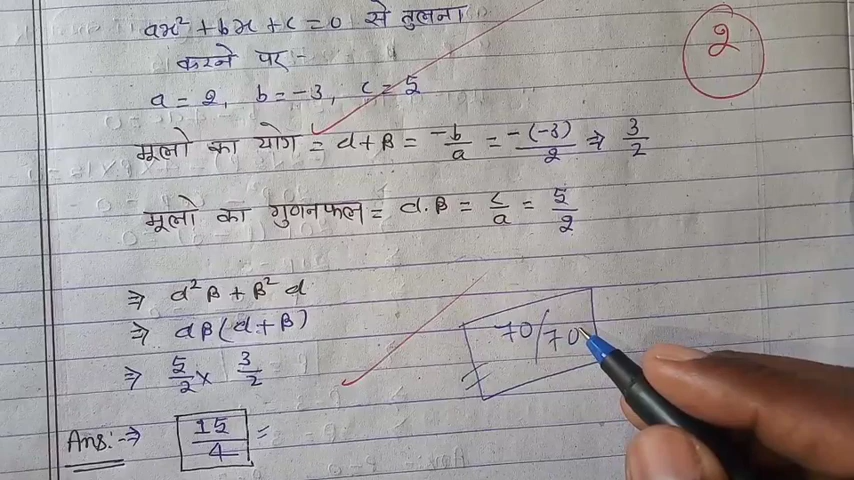 ax² + bx + c = 0 से तुलना
करने पर -
a = 2, b = -3, c = 5
2
मूलो का योग = α + β = -b/a = -(-3)/2 ⇒ 3/2
मूलो का गुणनफल = α.β = c/a = 5/2
⇒ α²β + β²α
⇒ αβ(α+β)
⇒ 5/2 × 3/2
70/70
Ans:→ 15/4 =